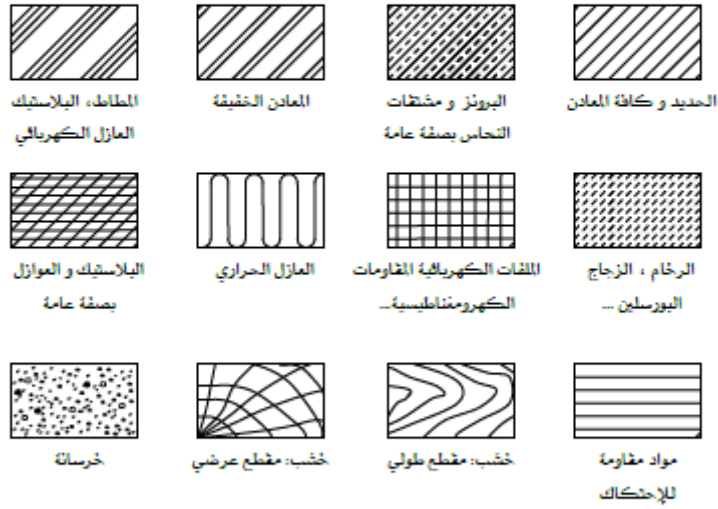 الحديد و كافة المعادن
البرونز و مشتقات
النحاس بصفة عامة
المعادن الخفيفة
المطاط، البلاستيك
العازل الكهربائي
الرخام ، الزجاج
البورسلين ...
الملفات الكهربائية المقاومات
الكهرومغناطيسية...
العازل الحراري
البلاستيك و العوازل
بصفة عامة
مواد مقاومة
للإحتكاك
خشب: مقطع طولي
خشب: مقطع عرضي
خرسانة